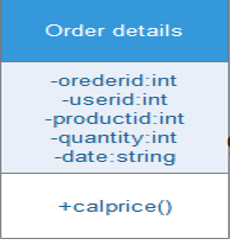 Order details
-orederid:int
-userid:int
-productid:int
-quantity:int
-date:string
+calprice()